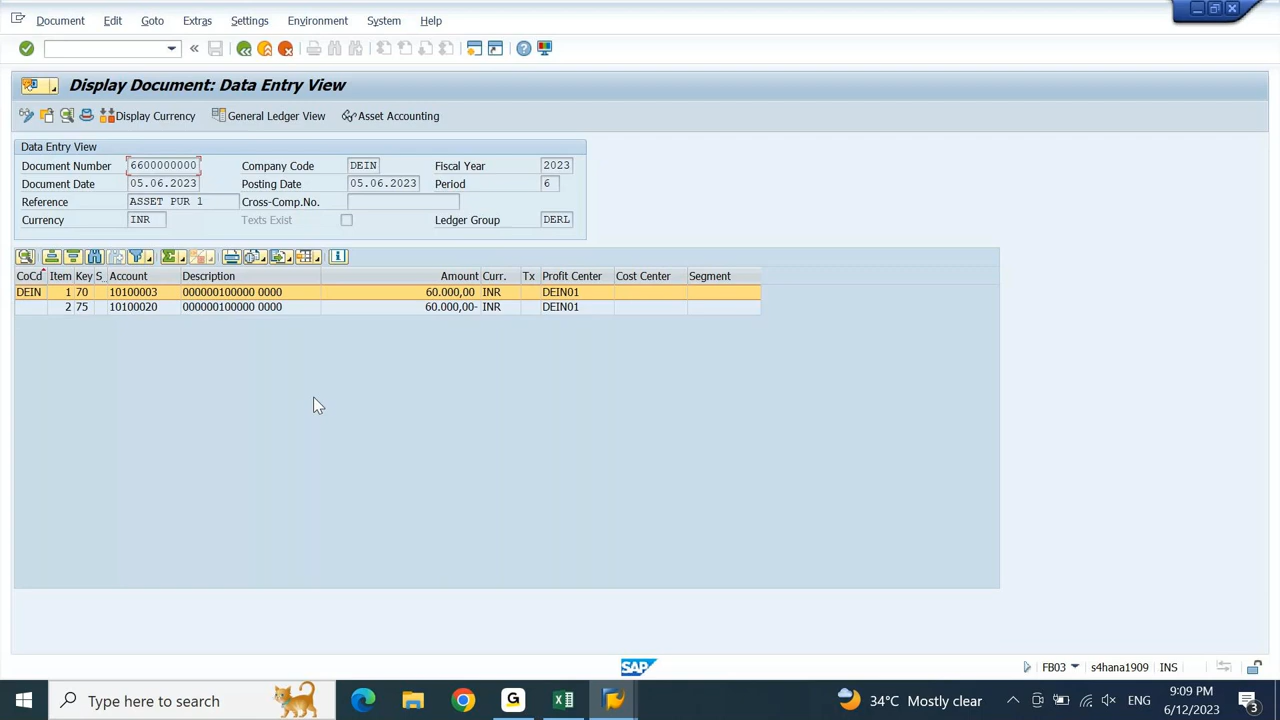 Document Edit Goto Extras Settings Environment System Help
Display Document: Data Entry View
Display Currency General Ledger View Asset Accounting
Data Entry View
Document Number 6600000000 Company Code DEIN Fiscal Year 2023
Document Date 05.06.2023 Posting Date 05.06.2023 Period 6
Reference ASSET PUR 1 Cross-Comp.No.
Currency INR Texts Exist Ledger Group DERL
CoCd Item Key S.. Account Description Amount Curr. Tx Profit Center Cost Center Segment
DEIN 1 70 10100003 000000100000 0000 60.000,00 INR DEIN01
2 75 10100020 000000100000 0000 60.000,00- INR DEIN01
SAP FB03 s4hana1909 INS
Type here to search 34°C Mostly clear ENG 9:09 PM
6/12/2023 3